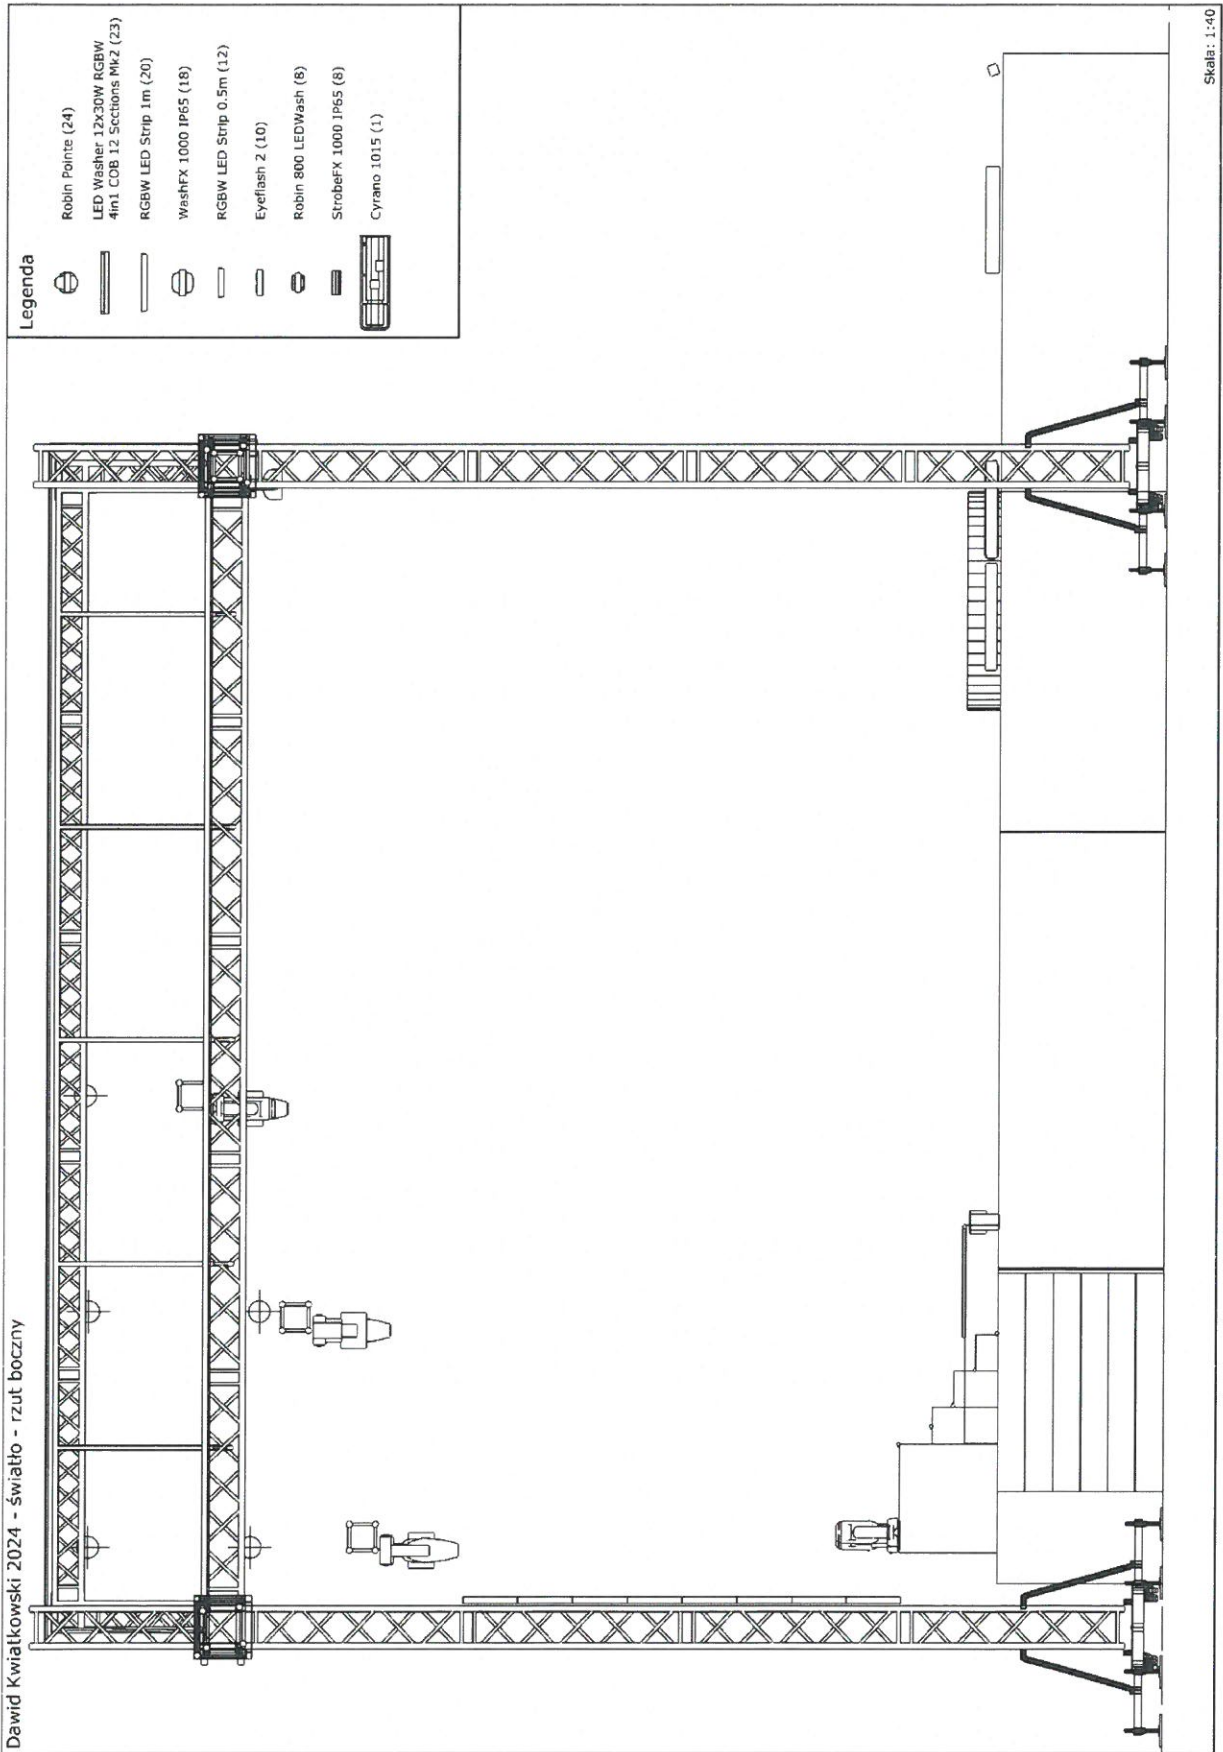 Dawid Kwiatkowski 2024 - światło - rzut boczny
Legenda
Robin Pointe (24)
LED Washer 12x30W RGBW
4in1 COB 12 Sections Mk2 (23)
RGBW LED Strip 1m (20)
WashFX 1000 IP65 (18)
RGBW LED Strip 0.5m (12)
Eyeflash 2 (10)
Robin 800 LEDWash (8)
StrobeFX 1000 IP65 (8)
Cyrano 1015 (1)
Skala: 1:40